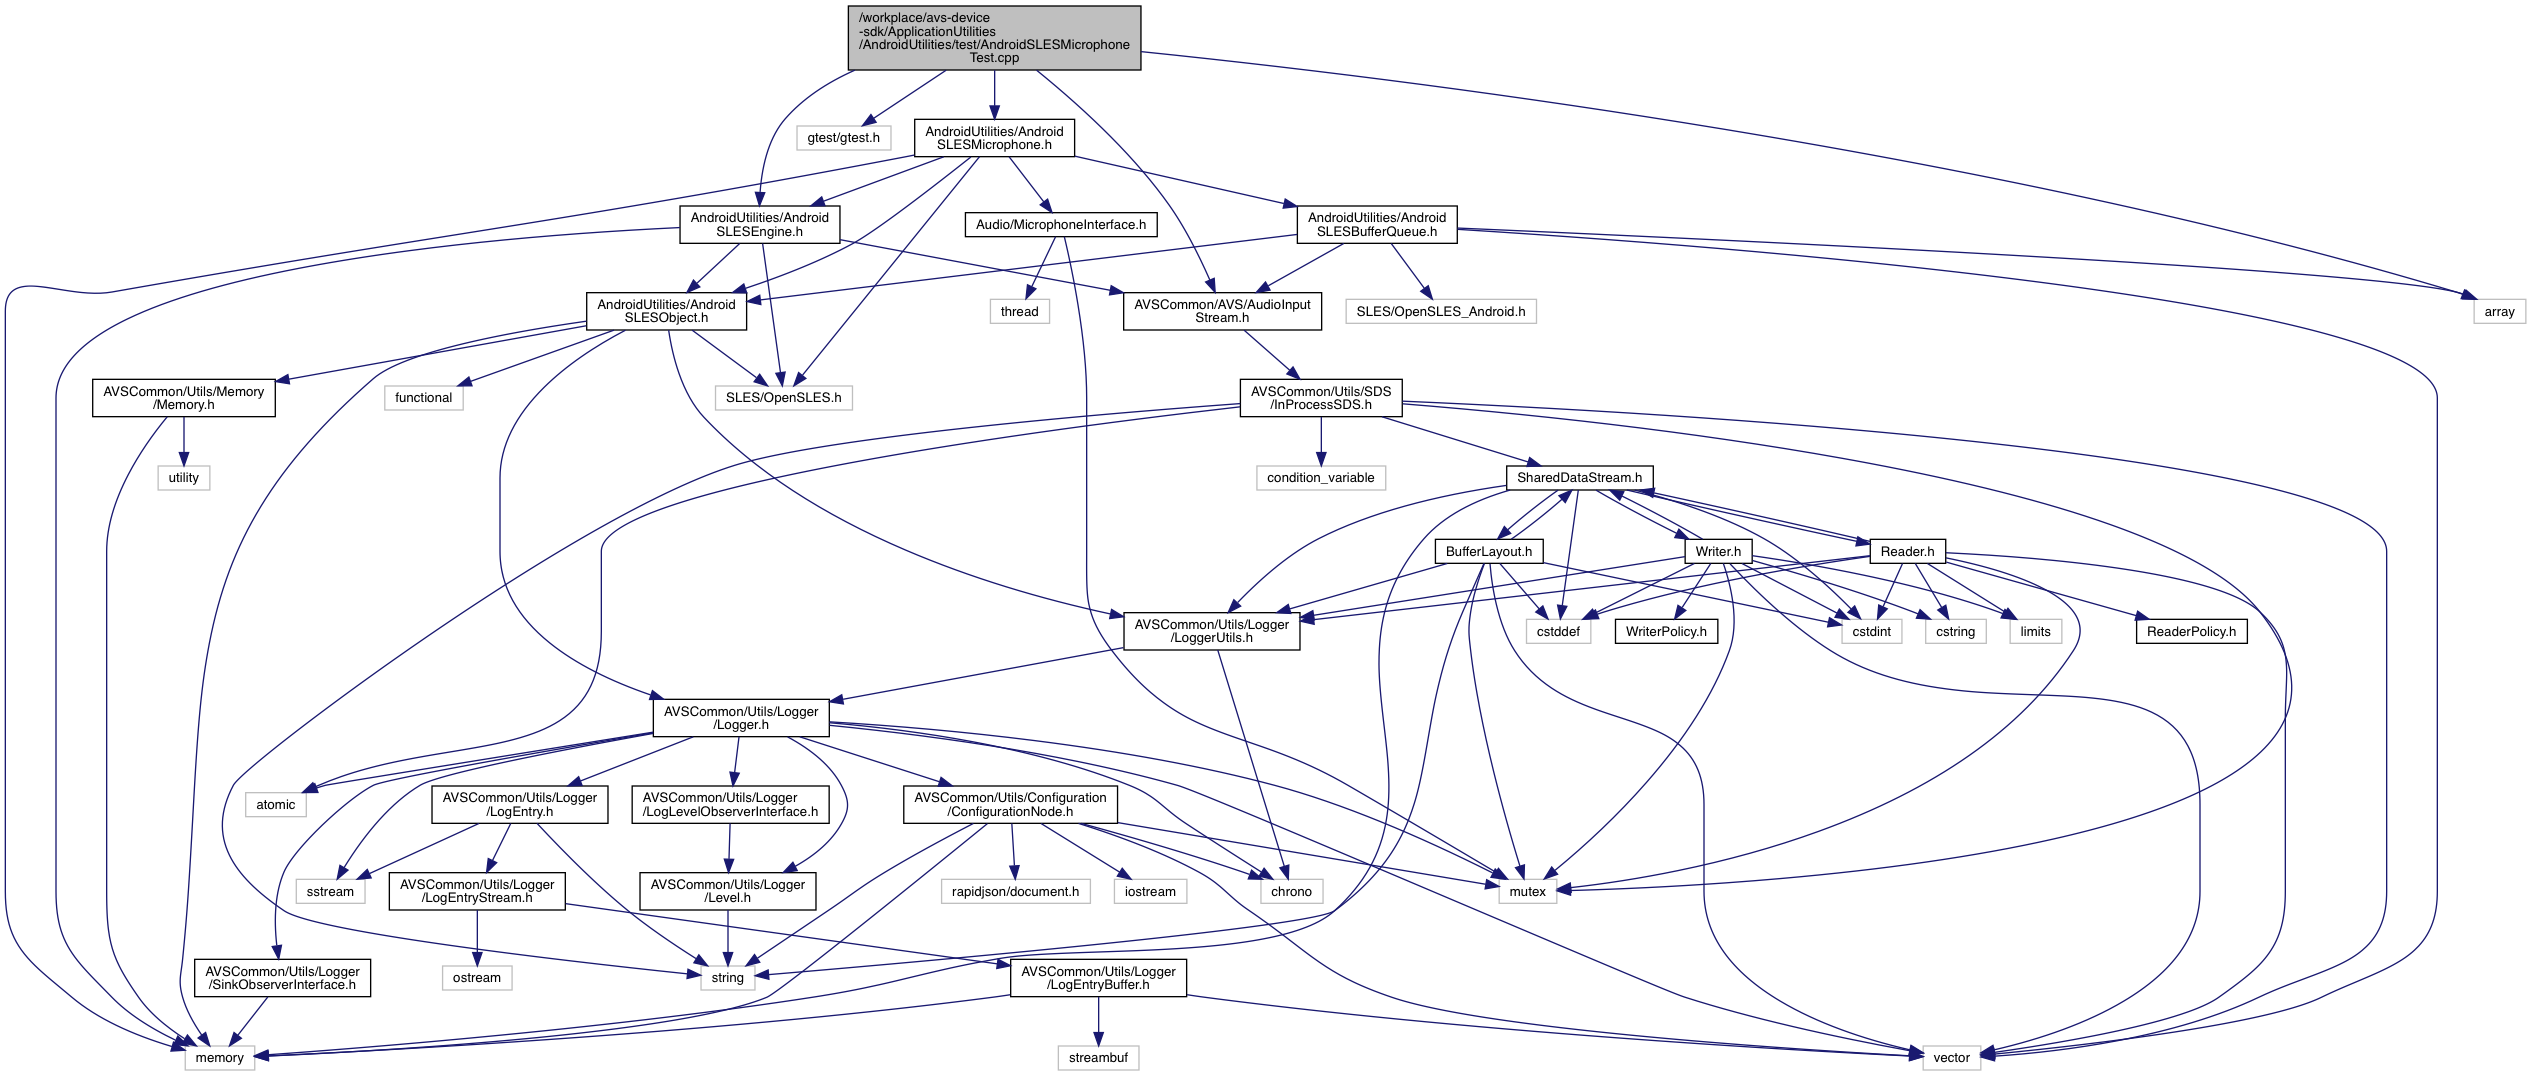 /workplace/avs-device
-sdk/ApplicationUtilities
/AndroidUtilities/test/AndroidSLESMicrophone
Test.cpp
gtest/gtest.h
AndroidUtilities/Android
SLESMicrophone.h
AndroidUtilities/Android
SLESEngine.h
Audio/MicrophoneInterface.h
AndroidUtilities/Android
SLESBufferQueue.h
AndroidUtilities/Android
SLESObject.h
thread
AVSCommon/AVS/AudioInput
Stream.h
SLES/OpenSLES_Android.h
array
AVSCommon/Utils/Memory
/Memory.h
functional
SLES/OpenSLES.h
AVSCommon/Utils/SDS
/InProcessSDS.h
utility
condition_variable
SharedDataStream.h
BufferLayout.h
Writer.h
Reader.h
AVSCommon/Utils/Logger
/LoggerUtils.h
cstddef
WriterPolicy.h
cstdint
cstring
limits
ReaderPolicy.h
AVSCommon/Utils/Logger
/Logger.h
atomic
AVSCommon/Utils/Logger
/LogEntry.h
AVSCommon/Utils/Logger
/LogLevelObserverInterface.h
AVSCommon/Utils/Configuration
/ConfigurationNode.h
sstream
AVSCommon/Utils/Logger
/LogEntryStream.h
AVSCommon/Utils/Logger
/Level.h
rapidjson/document.h
iostream
chrono
mutex
AVSCommon/Utils/Logger
/SinkObserverInterface.h
ostream
string
AVSCommon/Utils/Logger
/LogEntryBuffer.h
memory
streambuf
vector